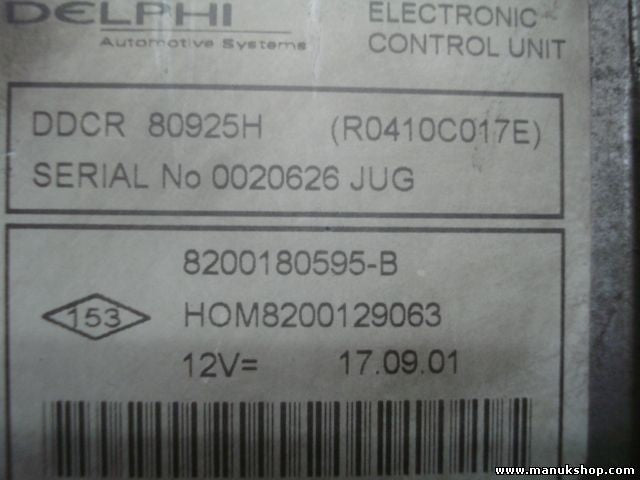 DELPHI
Automotive Systems
ELECTRONIC
CONTROL UNIT
DDCR 80925H (R0410C017E)
SERIAL No 0020626 JUG
8200180595-B
153 HOM8200129063
12V= 17.09.01
www.manukshop.com